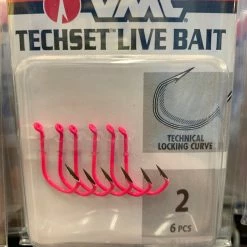 VMC
TECHSET LIVE BAIT
TECHNICAL
LOCKING CURVE
2
6 PCS